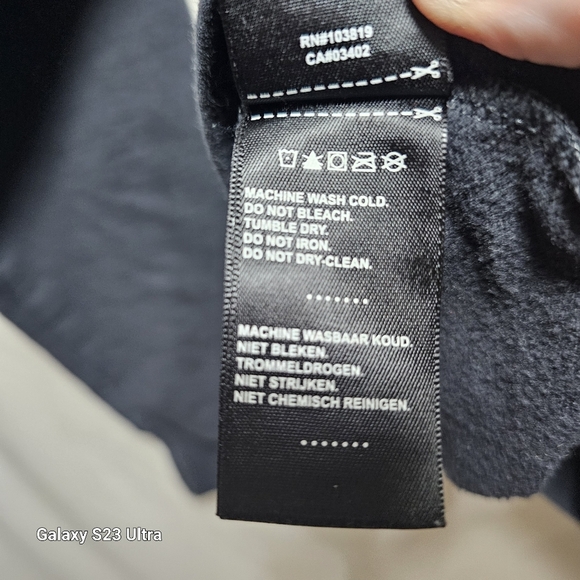 RN#103819
CA#03402
MACHINE WASH COLD.
DO NOT BLEACH.
TUMBLE DRY.
DO NOT IRON.
DO NOT DRY-CLEAN.
.......
MACHINE WASBAAR KOUD.
NIET BLEKEN.
TROMMELDROGEN.
NIET STRIJKEN.
NIET CHEMISCH REINIGEN.
.......
Galaxy S23 Ultra